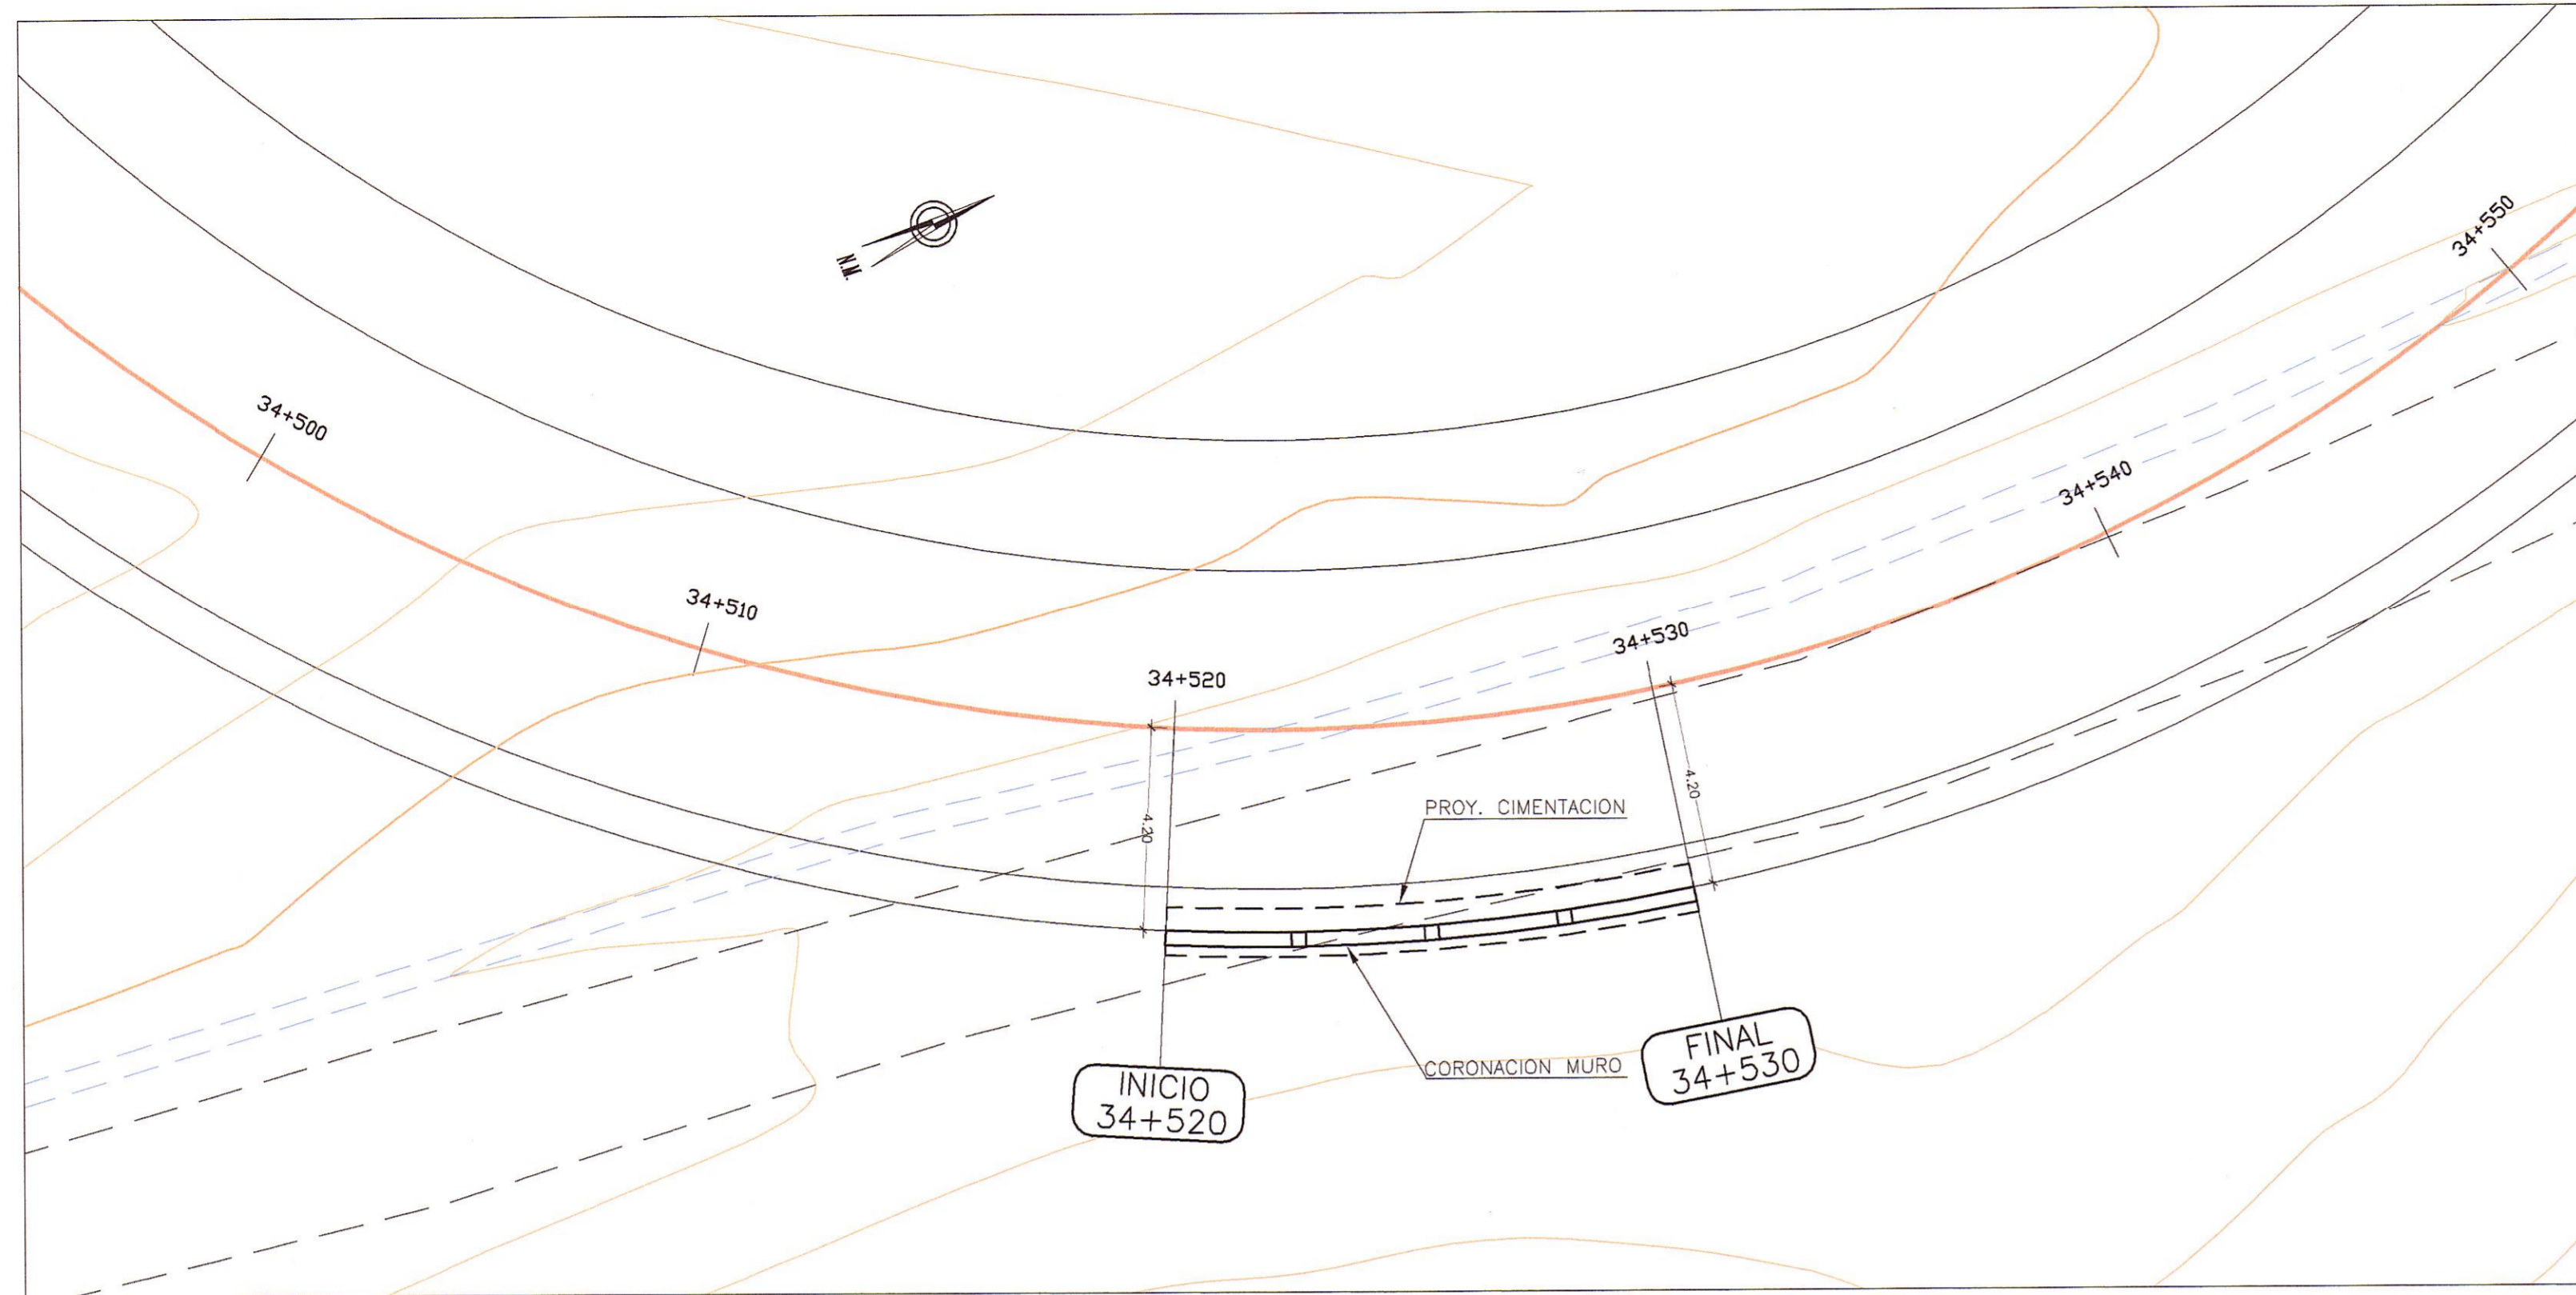 N.M.
34+550
34+500
34+540
34+510
34+530
34+520
4.20
PROY. CIMENTACION
4.20
CORONACION MURO
FINAL
34+530
INICIO
34+520